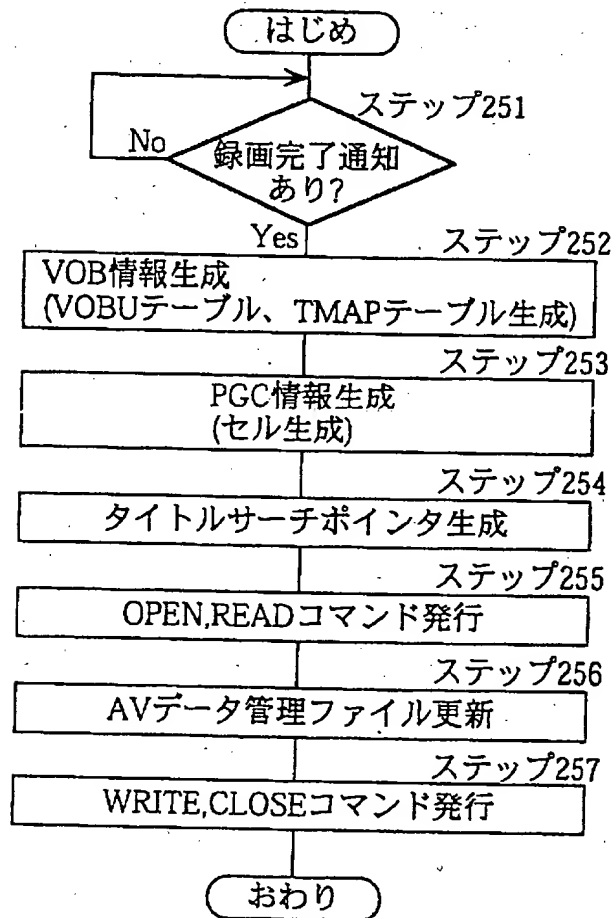 はじめ
ステップ251
No
録画完了通知
あり?
Yes
ステップ252
VOB情報生成
(VOBUテーブル、TMAPテーブル生成)
ステップ253
PGC情報生成
(セル生成)
ステップ254
タイトルサーチポインタ生成
ステップ255
OPEN,READコマンド発行
ステップ256
AVデータ管理ファイル更新
ステップ257
WRITE,CLOSEコマンド発行
おわり